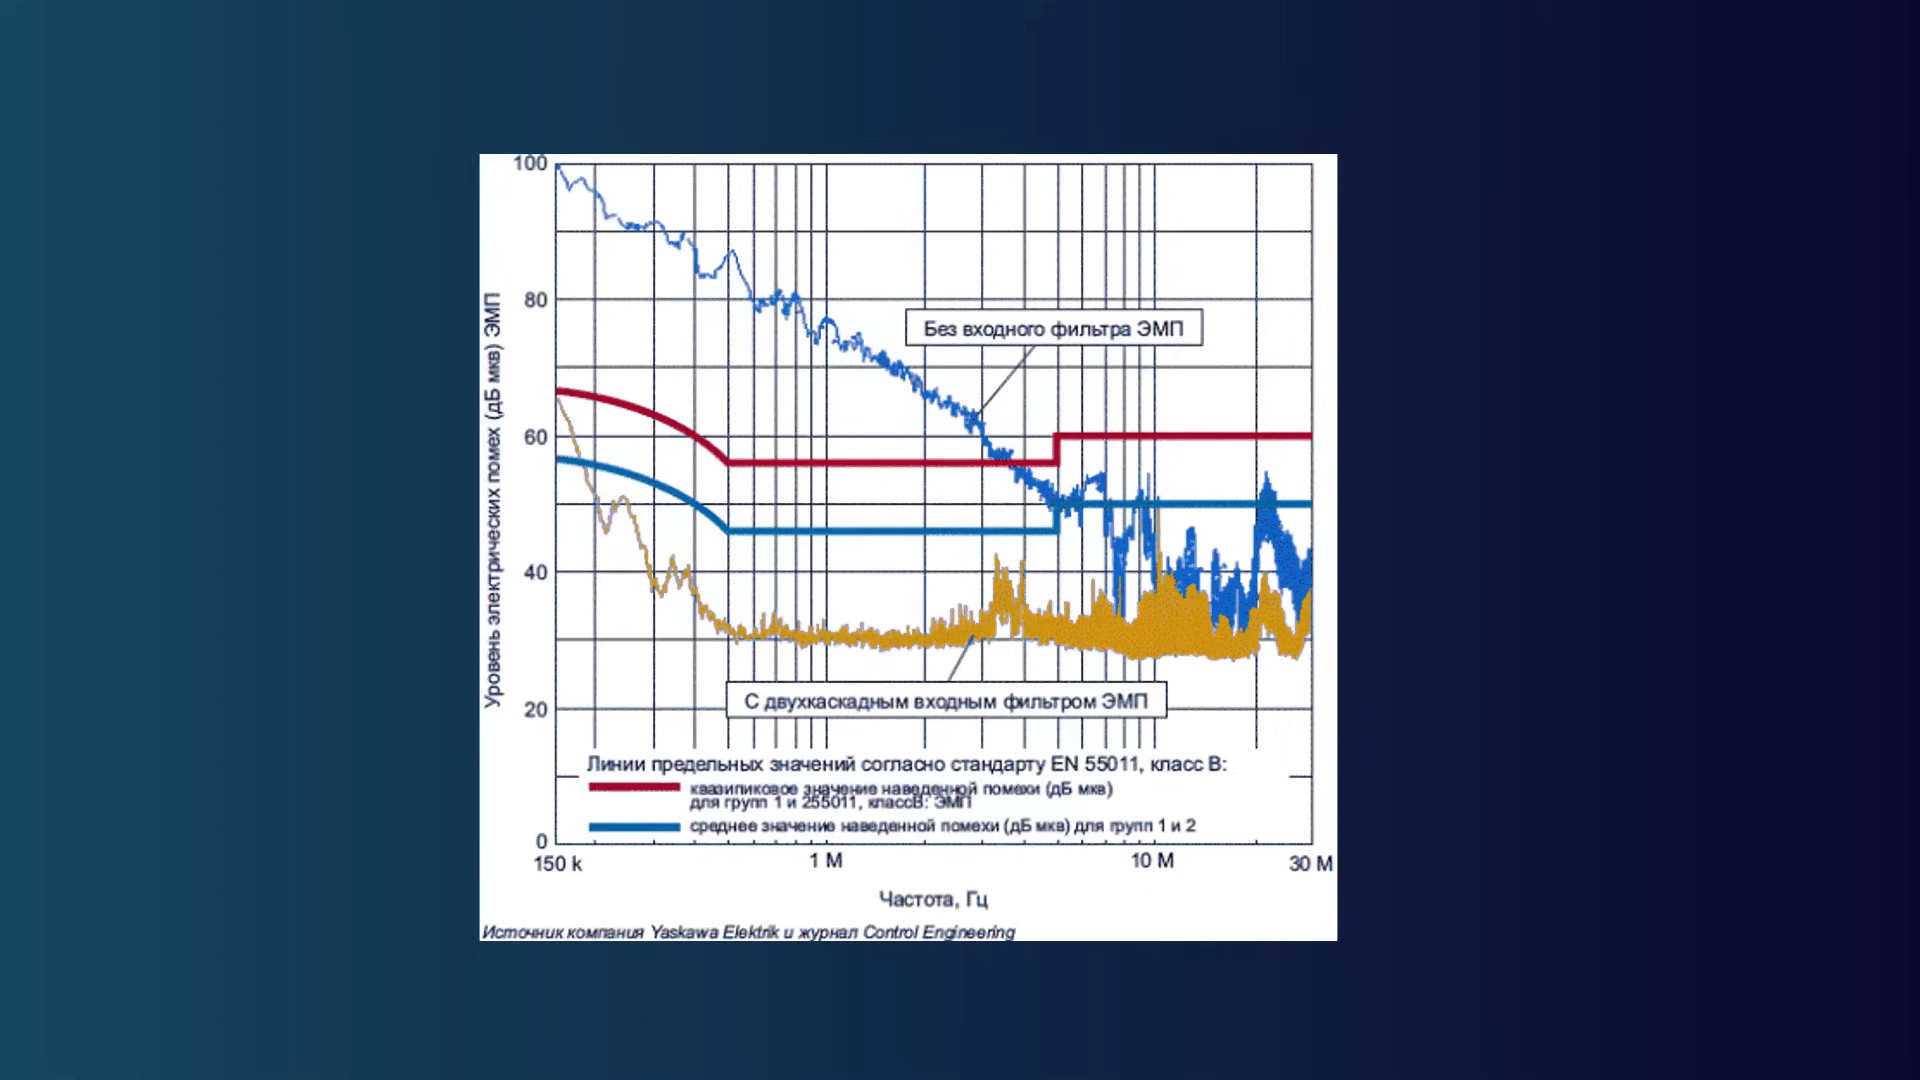 100
80
60
40
20
0
Уровень электрических помех (дБ мкв) ЭМП
Без входного фильтра ЭМП
С двухкаскадным входным фильтром ЭМП
Линии предельных значений согласно стандарту EN 55011, класс В:
квазипиковое значение наведенной помехи (дБ мкв)
для групп 1 и 255011, классВ: ЭМП
среднее значение наведенной помехи (дБ мкв) для групп 1 и 2
150 k 1 M 10 M 30 M
Частота, Гц
Источник компания Yaskawa Elektrik и журнал Control Engineering